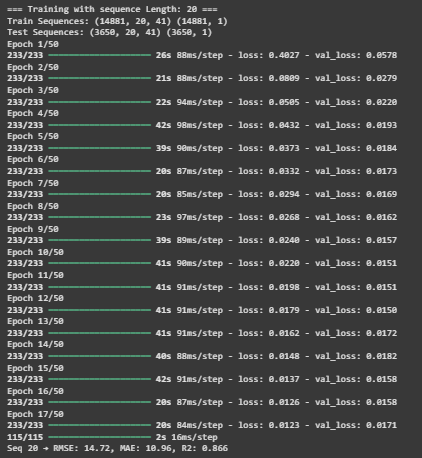 === Training with sequence Length: 20 ===
Train Sequences: (14881, 20, 41) (14881, 1)
Test Sequences: (3650, 20, 41) (3650, 1)
Epoch 1/50
233/233 ━━━━━━━━━━━━━━━━━━━━ 26s 88ms/step - loss: 0.4027 - val_loss: 0.0578
Epoch 2/50
233/233 ━━━━━━━━━━━━━━━━━━━━ 21s 88ms/step - loss: 0.0809 - val_loss: 0.0279
Epoch 3/50
233/233 ━━━━━━━━━━━━━━━━━━━━ 22s 94ms/step - loss: 0.0505 - val_loss: 0.0220
Epoch 4/50
233/233 ━━━━━━━━━━━━━━━━━━━━ 42s 98ms/step - loss: 0.0432 - val_loss: 0.0193
Epoch 5/50
233/233 ━━━━━━━━━━━━━━━━━━━━ 39s 90ms/step - loss: 0.0373 - val_loss: 0.0184
Epoch 6/50
233/233 ━━━━━━━━━━━━━━━━━━━━ 20s 87ms/step - loss: 0.0332 - val_loss: 0.0173
Epoch 7/50
233/233 ━━━━━━━━━━━━━━━━━━━━ 20s 85ms/step - loss: 0.0294 - val_loss: 0.0169
Epoch 8/50
233/233 ━━━━━━━━━━━━━━━━━━━━ 23s 97ms/step - loss: 0.0268 - val_loss: 0.0162
Epoch 9/50
233/233 ━━━━━━━━━━━━━━━━━━━━ 39s 89ms/step - loss: 0.0240 - val_loss: 0.0157
Epoch 10/50
233/233 ━━━━━━━━━━━━━━━━━━━━ 41s 90ms/step - loss: 0.0220 - val_loss: 0.0151
Epoch 11/50
233/233 ━━━━━━━━━━━━━━━━━━━━ 41s 91ms/step - loss: 0.0198 - val_loss: 0.0151
Epoch 12/50
233/233 ━━━━━━━━━━━━━━━━━━━━ 41s 91ms/step - loss: 0.0179 - val_loss: 0.0150
Epoch 13/50
233/233 ━━━━━━━━━━━━━━━━━━━━ 41s 91ms/step - loss: 0.0162 - val_loss: 0.0172
Epoch 14/50
233/233 ━━━━━━━━━━━━━━━━━━━━ 40s 88ms/step - loss: 0.0148 - val_loss: 0.0182
Epoch 15/50
233/233 ━━━━━━━━━━━━━━━━━━━━ 42s 91ms/step - loss: 0.0137 - val_loss: 0.0158
Epoch 16/50
233/233 ━━━━━━━━━━━━━━━━━━━━ 20s 87ms/step - loss: 0.0126 - val_loss: 0.0158
Epoch 17/50
233/233 ━━━━━━━━━━━━━━━━━━━━ 20s 84ms/step - loss: 0.0123 - val_loss: 0.0171
115/115 ━━━━━━━━━━━━━━━━━━━━ 2s 16ms/step
Seq 20 → RMSE: 14.72, MAE: 10.96, R2: 0.866